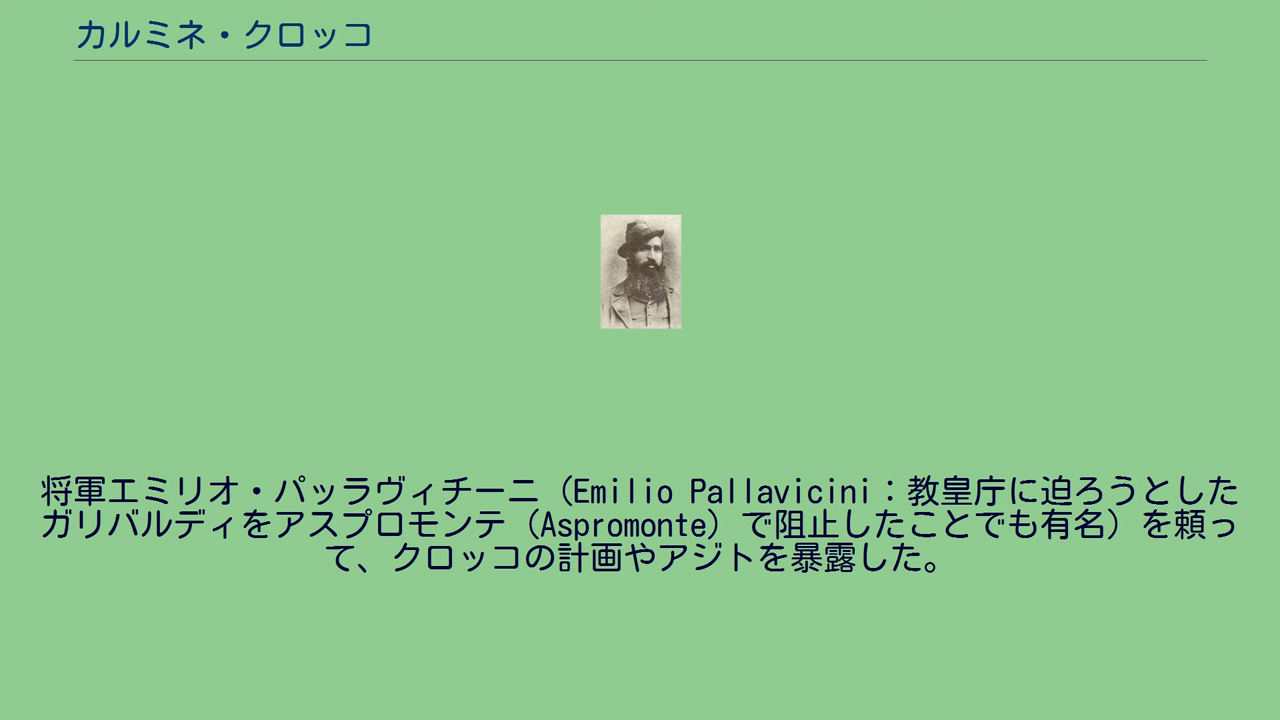 カルミネ・クロッコ
将軍エミリオ・パッラヴィチーニ（Emilio Pallavicini：教皇庁に迫ろうとした
ガリバルディをアスプロモンテ（Aspromonte）で阻止したことでも有名）を頼っ
て、クロッコの計画やアジトを暴露した。